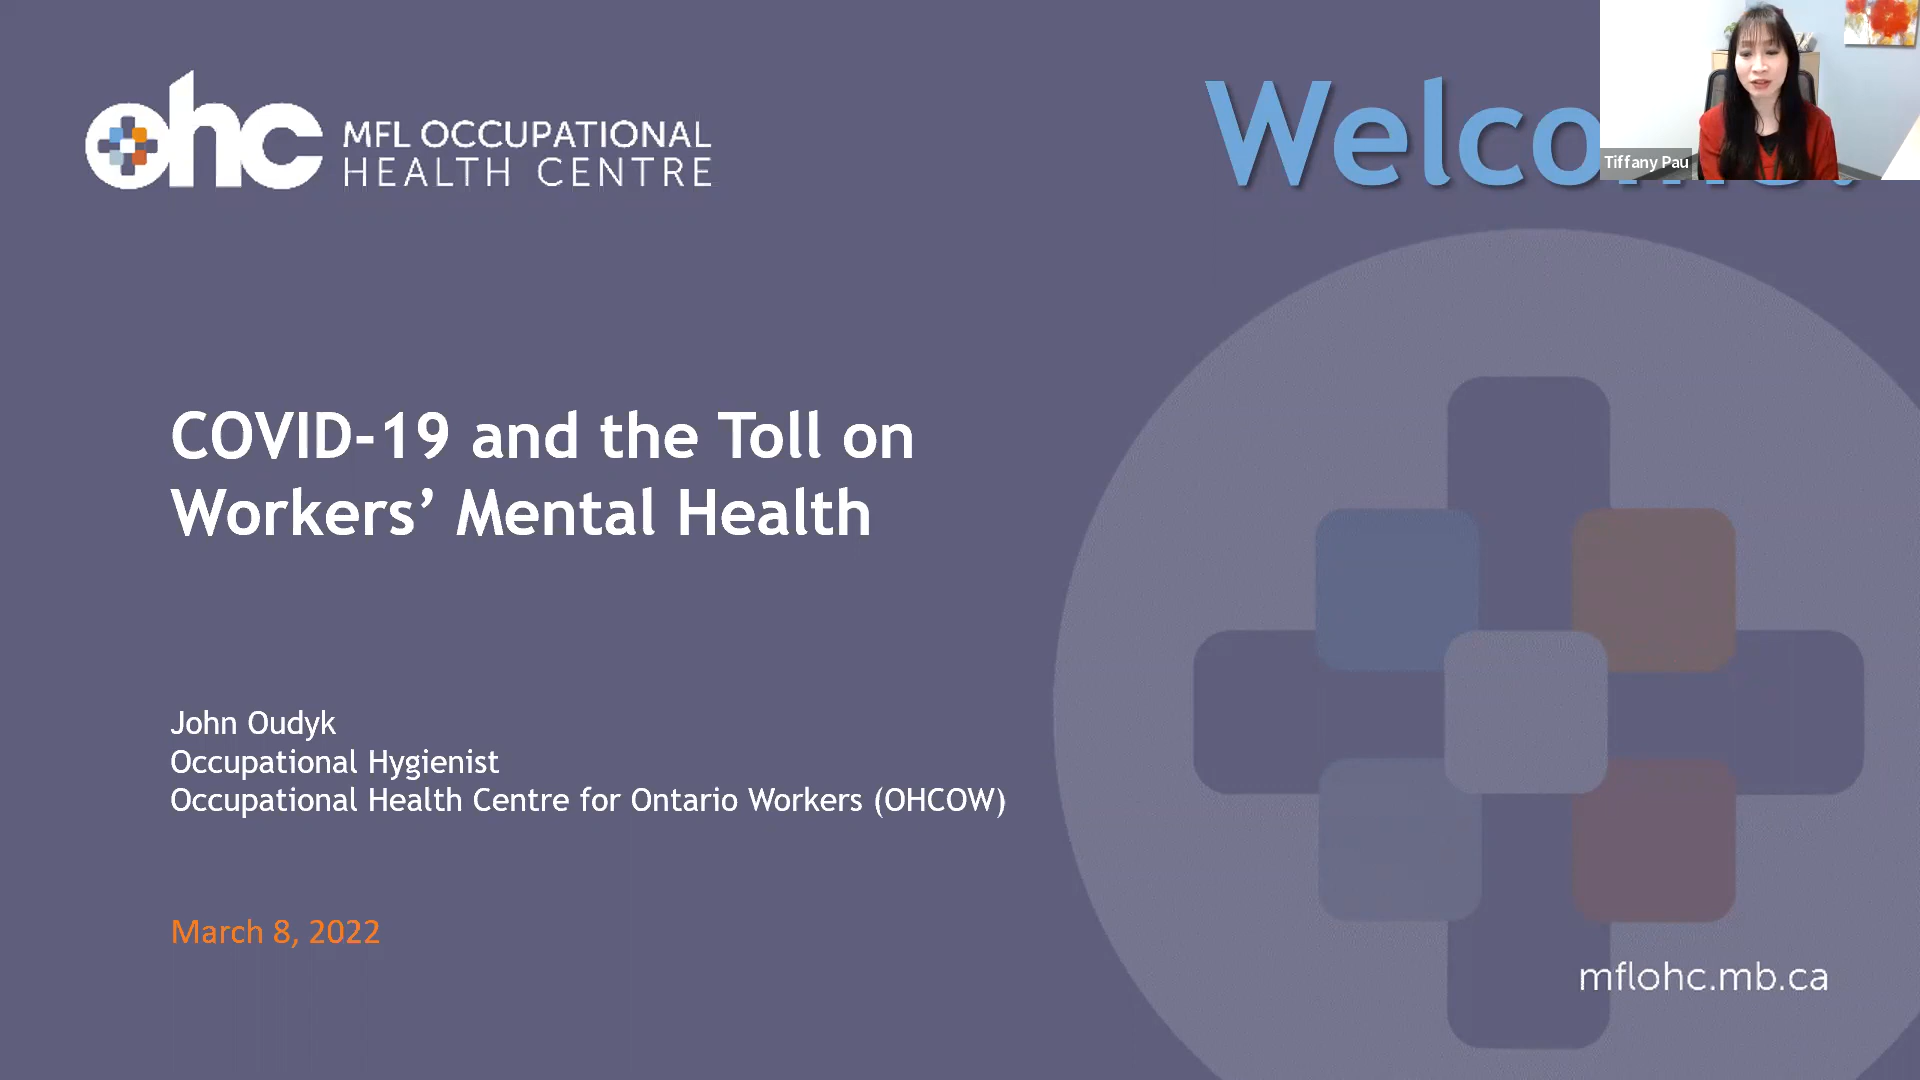 ohc
MFL OCCUPATIONAL
HEALTH CENTRE
Tiffany Pau
COVID-19 and the Toll on
Workers’ Mental Health
John Oudyk
Occupational Hygienist
Occupational Health Centre for Ontario Workers (OHCOW)
March 8, 2022
mflohc.mb.ca